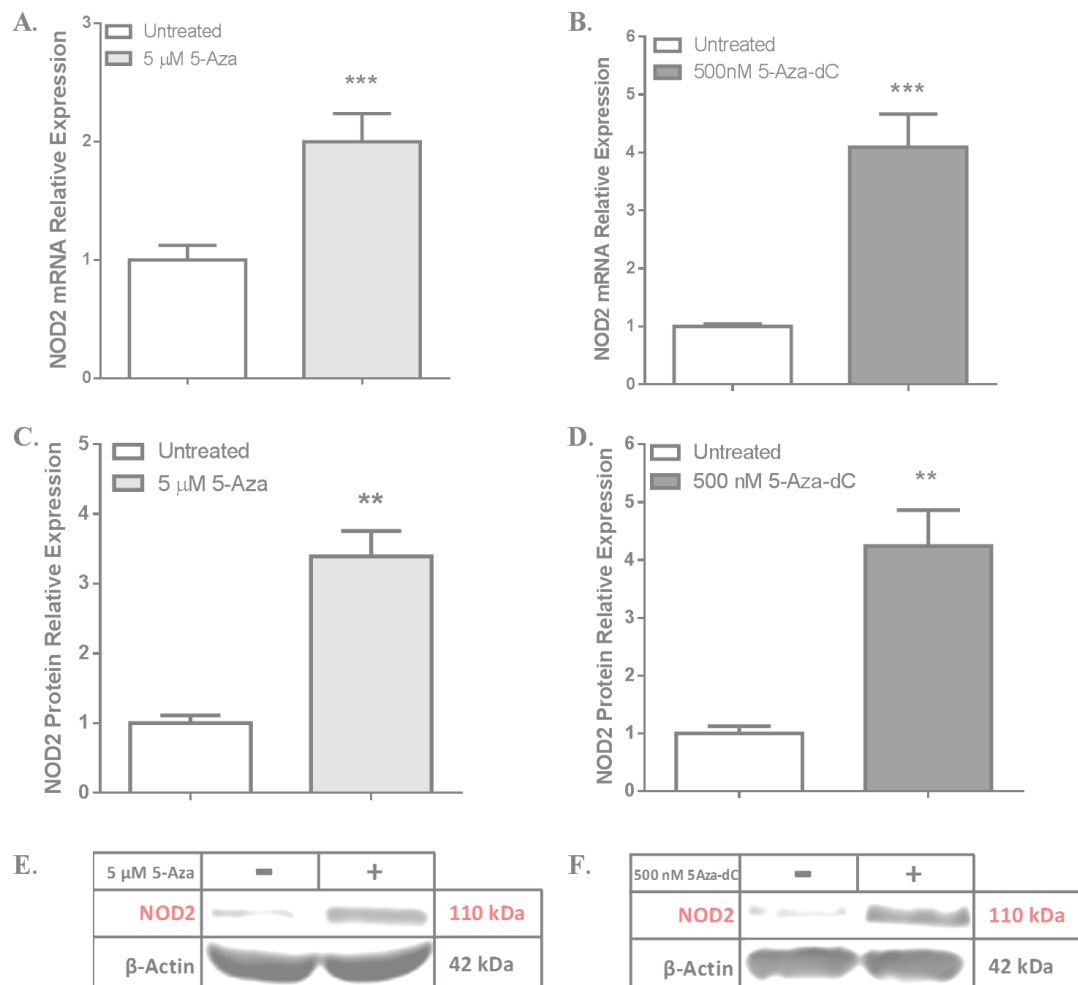 A.
NOD2 mRNA Relative Expression
3
2
1
0
Untreated
5 μM 5-Aza
***
B.
NOD2 mRNA Relative Expression
6
5
4
3
2
1
0
Untreated
500nM 5-Aza-dC
***
C.
NOD2 Protein Relative Expression
5
4
3
2
1
0
Untreated
5 μM 5-Aza
**
D.
NOD2 Protein Relative Expression
6
5
4
3
2
1
0
Untreated
500 nM 5-Aza-dC
**
E.
5 μM 5-Aza - +
NOD2 110 kDa
β-Actin 42 kDa
F.
500 nM 5Aza-dC - +
NOD2 110 kDa
β-Actin 42 kDa